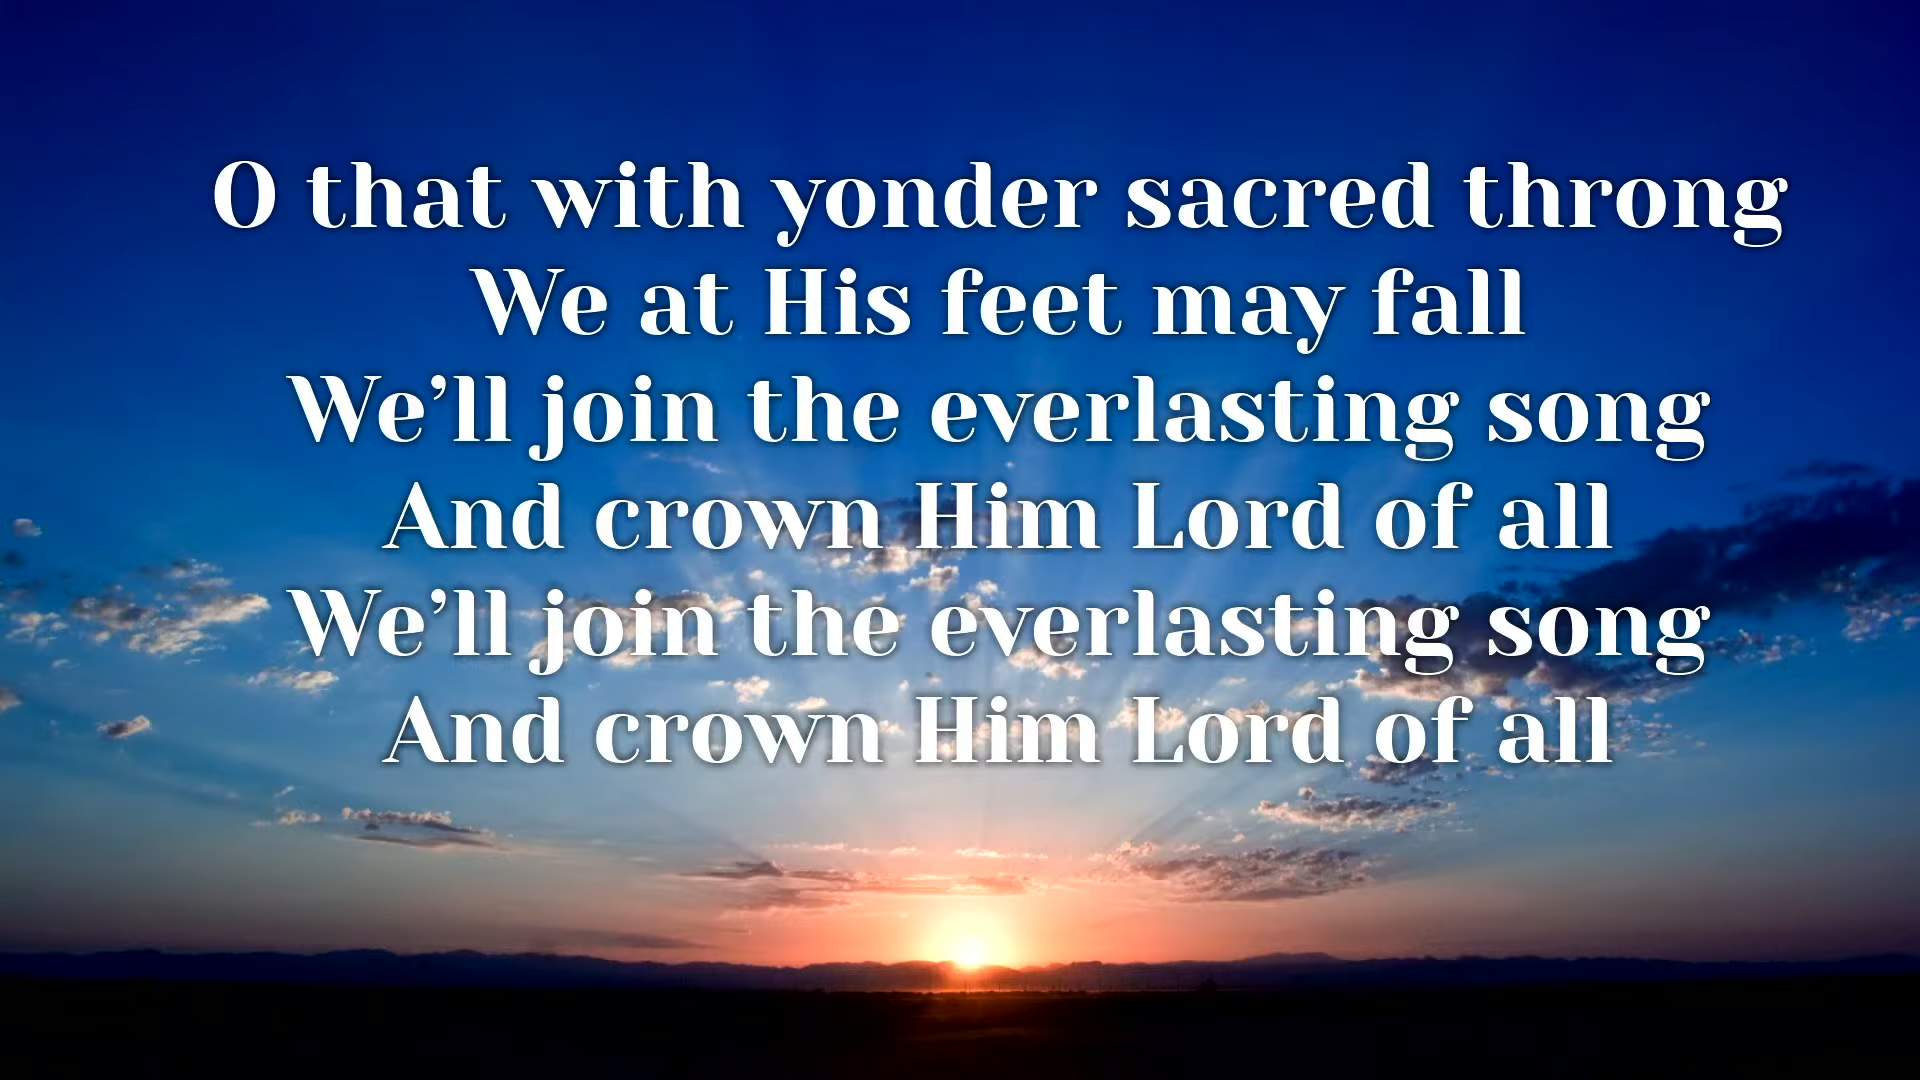 O that with yonder sacred throng
We at His feet may fall
We’ll join the everlasting song
And crown Him Lord of all
We’ll join the everlasting song
And crown Him Lord of all